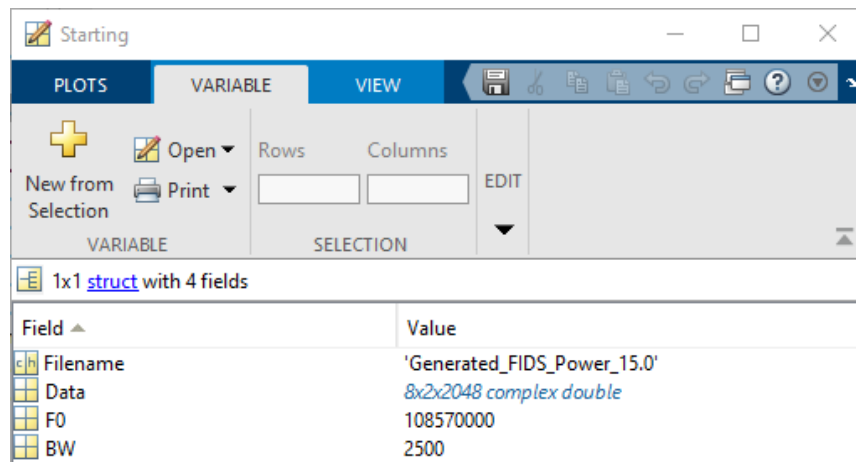 Starting
PLOTS VARIABLE VIEW
New from Selection
Open
Print
Rows Columns
EDIT
VARIABLE SELECTION
1x1 struct with 4 fields
Field Value
ch Filename 'Generated_FIDS_Power_15.0'
Data 8x2x2048 complex double
F0 108570000
BW 2500